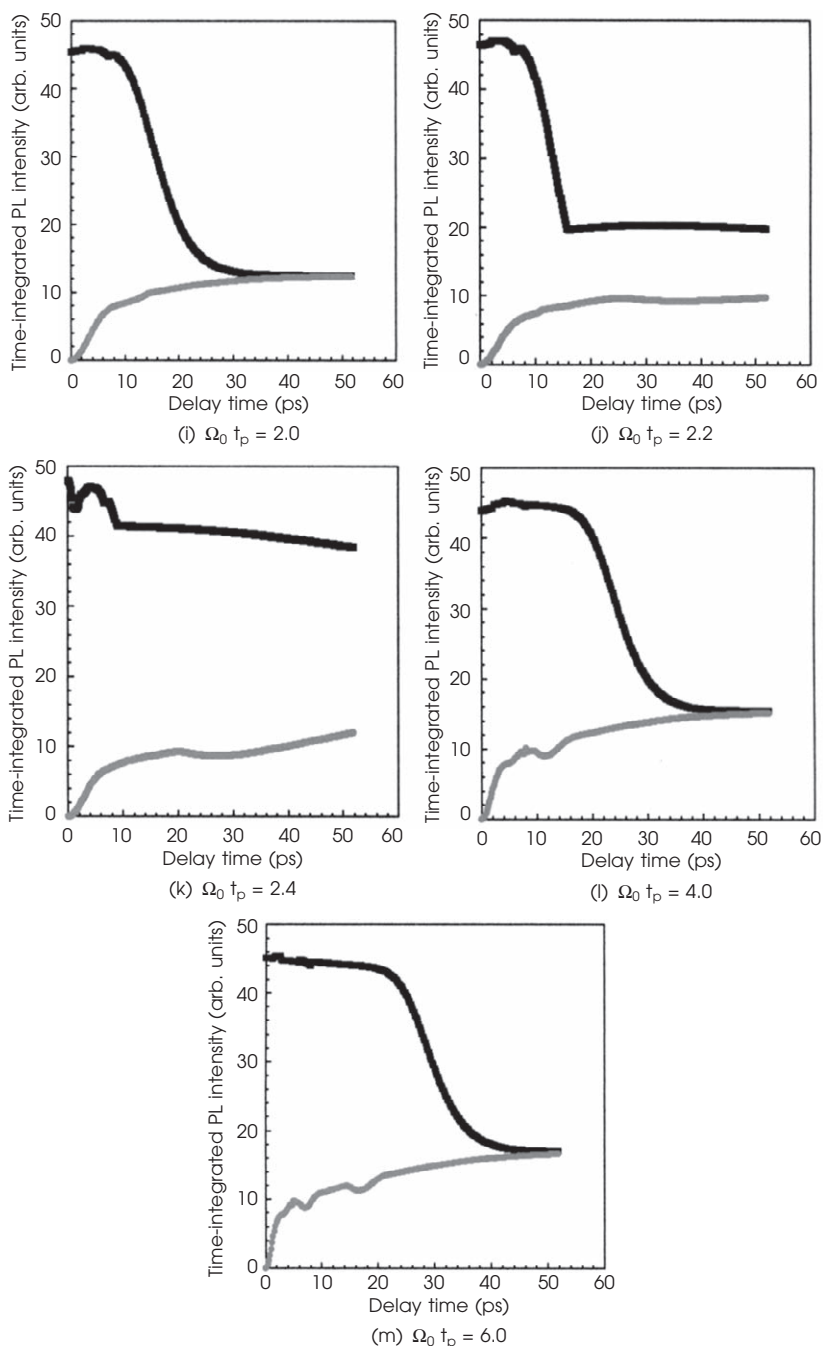 Time-integrated PL intensity (arb. units)
50
40
30
20
10
0
0 10 20 30 40 50 60
Delay time (ps)
(i) Ω₀ tₚ = 2.0
Time-integrated PL intensity (arb. units)
50
40
30
20
10
0
0 10 20 30 40 50 60
Delay time (ps)
(j) Ω₀ tₚ = 2.2
Time-integrated PL intensity (arb. units)
50
40
30
20
10
0
0 10 20 30 40 50 60
Delay time (ps)
(k) Ω₀ tₚ = 2.4
Time-integrated PL intensity (arb. units)
50
40
30
20
10
0
0 10 20 30 40 50 60
Delay time (ps)
(l) Ω₀ tₚ = 4.0
Time-integrated PL intensity (arb. units)
50
40
30
20
10
0
0 10 20 30 40 50 60
Delay time (ps)
(m) Ω₀ tₚ = 6.0